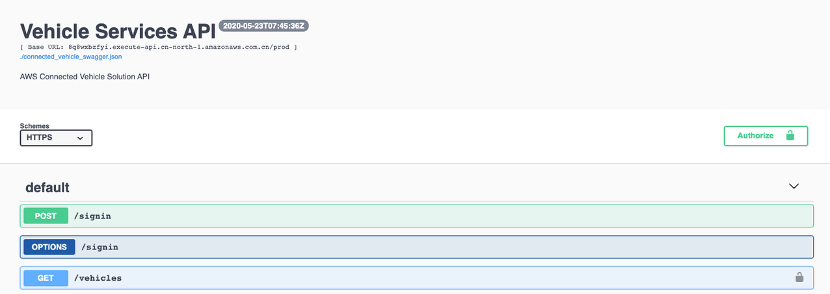 Vehicle Services API 2020-05-23T07:45:36Z
[ Base URL: 8q8wxbzfyi.execute-api.cn-north-1.amazonaws.com.cn/prod ]
./connected_vehicle_swagger.json
AWS Connected Vehicle Solution API
Schemes
HTTPS
Authorize
default
POST /signin
OPTIONS /signin
GET /vehicles